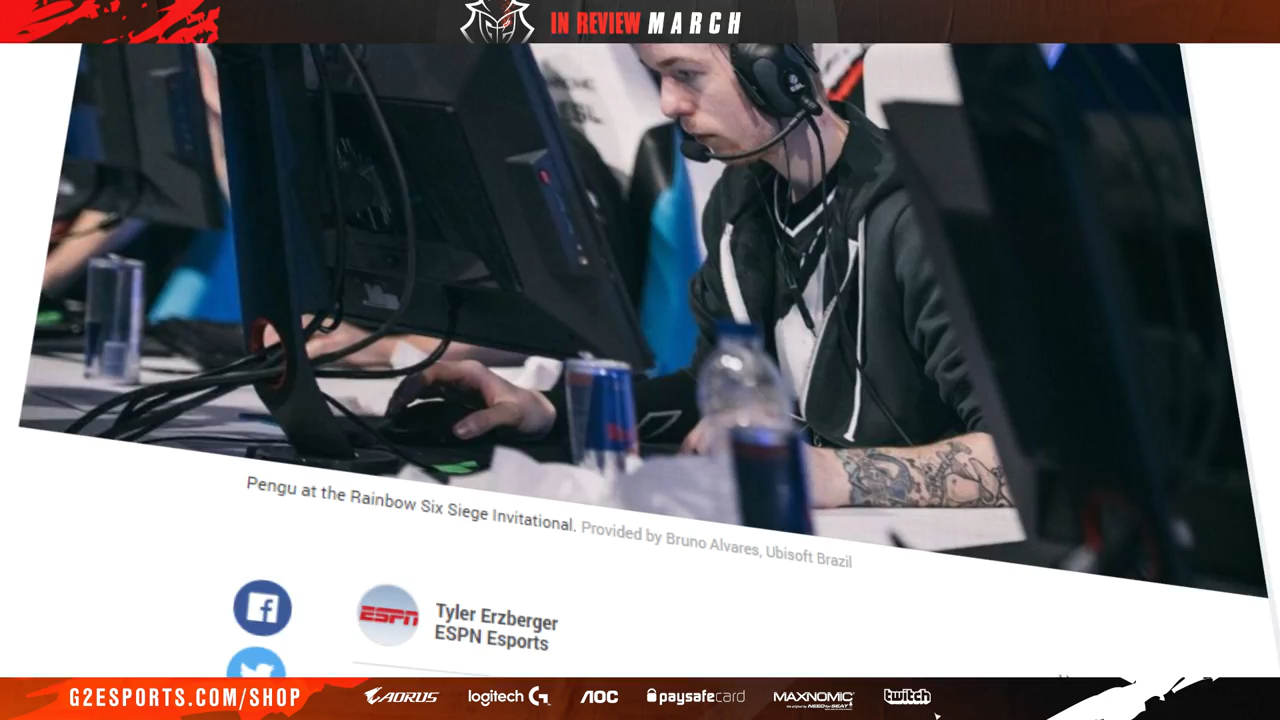 IN REVIEW MARCH
Pengu at the Rainbow Six Siege Invitational. Provided by Bruno Alvares, Ubisoft Brazil
ESPN
Tyler Erzberger
ESPN Esports
G2ESPORTS.COM/SHOP
AORUS
logitech G
AOC
paysafecard
MAXNOMIC
twitch